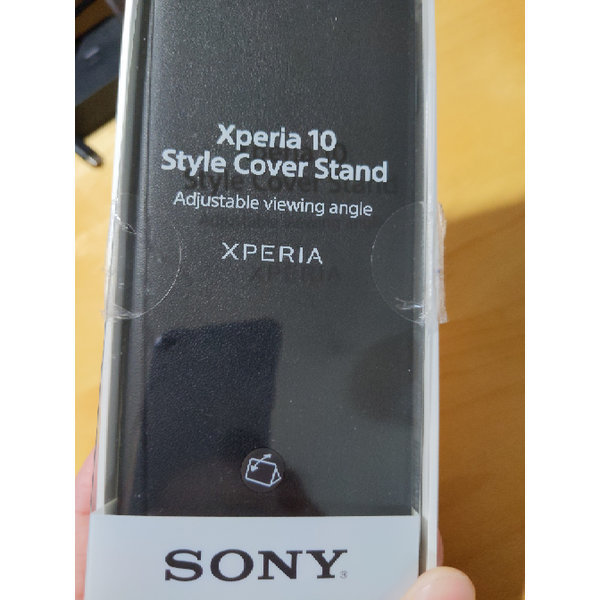 Xperia 10
Style Cover Stand
Adjustable viewing angle
XPERIA
SONY®